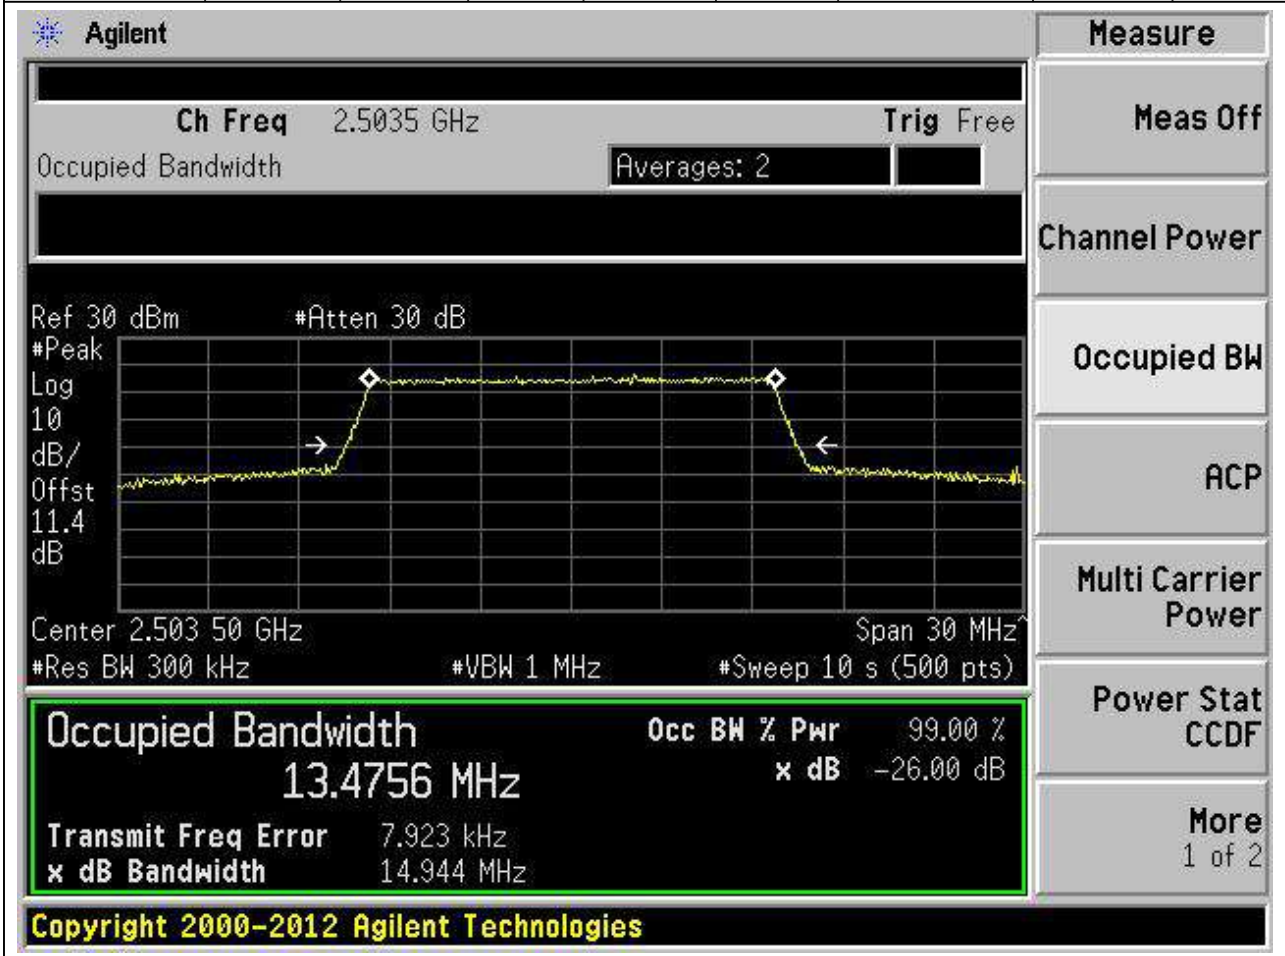 Agilent
Measure
Ch Freq 2.5035 GHz Trig Free
Occupied Bandwidth Averages: 2
Meas Off
Channel Power
Occupied BW
ACP
Multi Carrier
Power
Power Stat
CCDF
More
1 of 2
Ref 30 dBm #Atten 30 dB
#Peak
Log
10
dB/
Offst
11.4
dB
Center 2.503 50 GHz Span 30 MHz^
#Res BW 300 kHz #VBW 1 MHz #Sweep 10 s (500 pts)
Occupied Bandwidth Occ BW % Pwr 99.00 %
13.4756 MHz x dB -26.00 dB
Transmit Freq Error 7.923 kHz
x dB Bandwidth 14.944 MHz
Copyright 2000-2012 Agilent Technologies